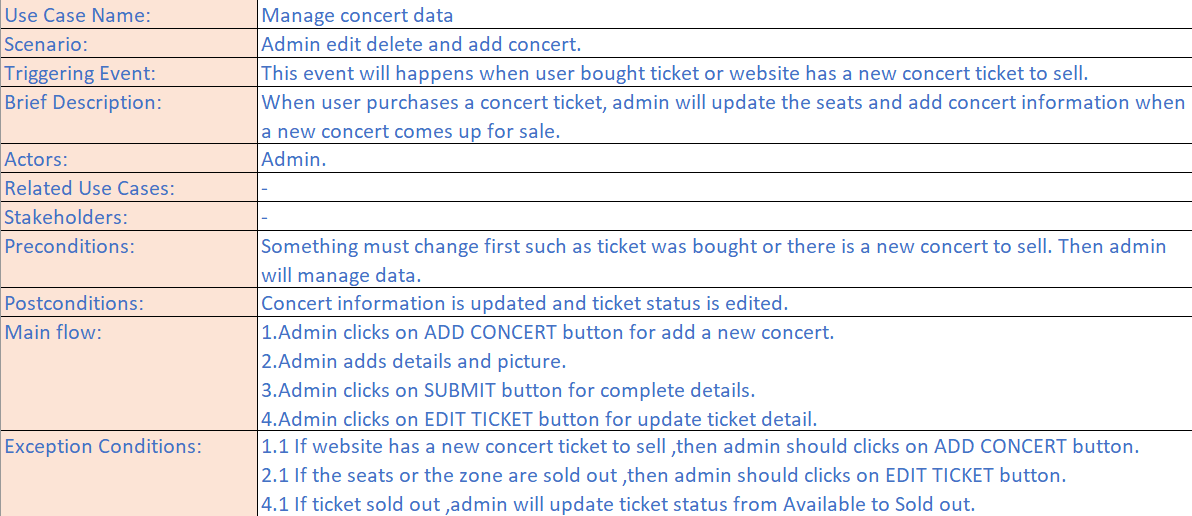 Use Case Name: Manage concert data
Scenario: Admin edit delete and add concert.
Triggering Event: This event will happens when user bought ticket or website has a new concert ticket to sell.
Brief Description: When user purchases a concert ticket, admin will update the seats and add concert information when
a new concert comes up for sale.
Actors: Admin.
Related Use Cases: -
Stakeholders: -
Preconditions: Something must change first such as ticket was bought or there is a new concert to sell. Then admin
will manage data.
Postconditions: Concert information is updated and ticket status is edited.
Main flow: 1.Admin clicks on ADD CONCERT button for add a new concert.
2.Admin adds details and picture.
3.Admin clicks on SUBMIT button for complete details.
4.Admin clicks on EDIT TICKET button for update ticket detail.
Exception Conditions: 1.1 If website has a new concert ticket to sell ,then admin should clicks on ADD CONCERT button.
2.1 If the seats or the zone are sold out ,then admin should clicks on EDIT TICKET button.
4.1 If ticket sold out ,admin will update ticket status from Available to Sold out.